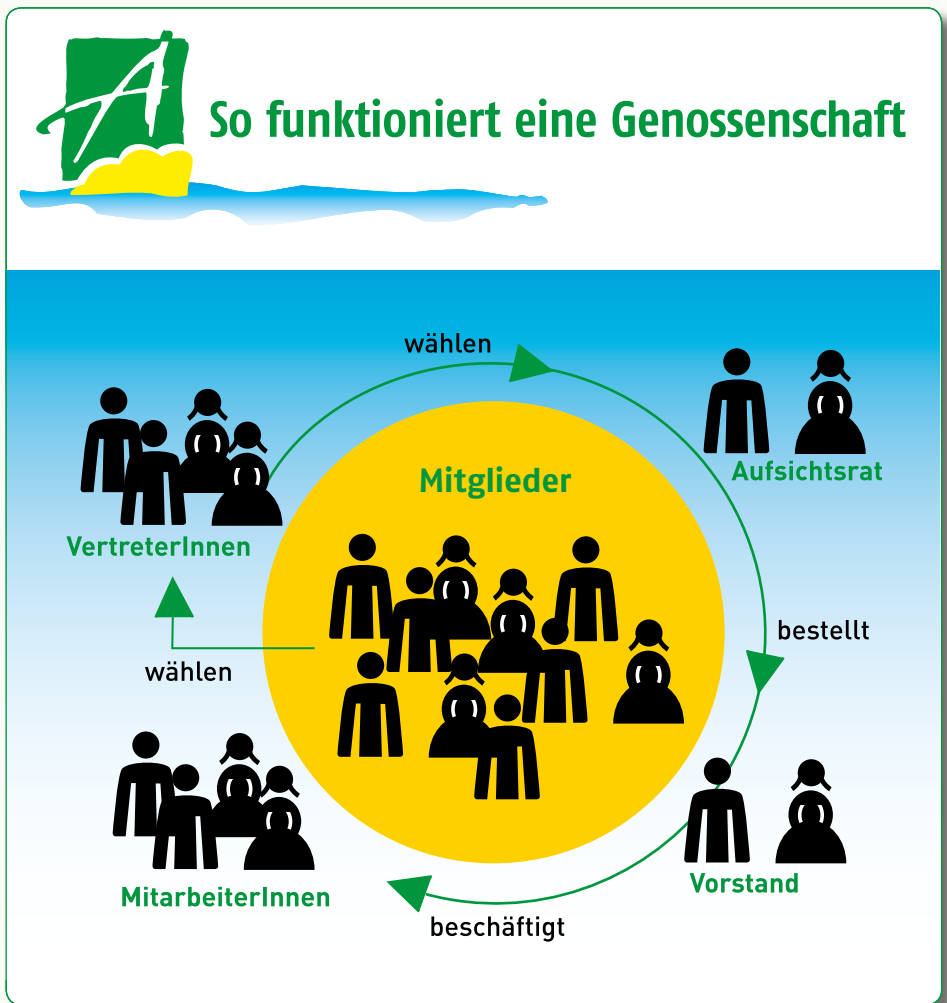 A
So funktioniert eine Genossenschaft
wählen
Aufsichtsrat
Mitglieder
VertreterInnen
bestellt
wählen
Vorstand
MitarbeiterInnen
beschäftigt